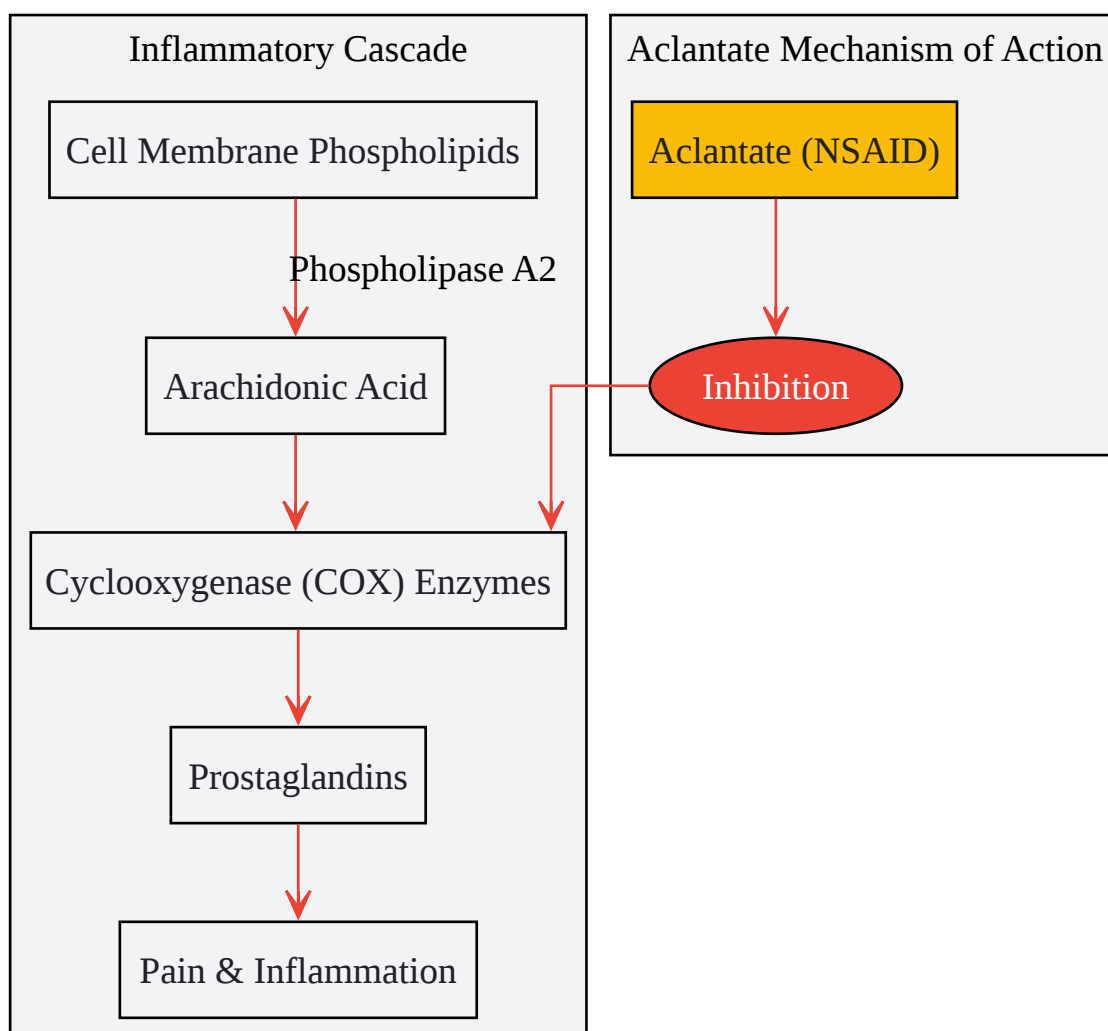 Inflammatory Cascade
Cell Membrane Phospholipids
Phospholipase A2
Arachidonic Acid
Cyclooxygenase (COX) Enzymes
Prostaglandins
Pain & Inflammation
Aclantate Mechanism of Action
Aclantate (NSAID)
Inhibition